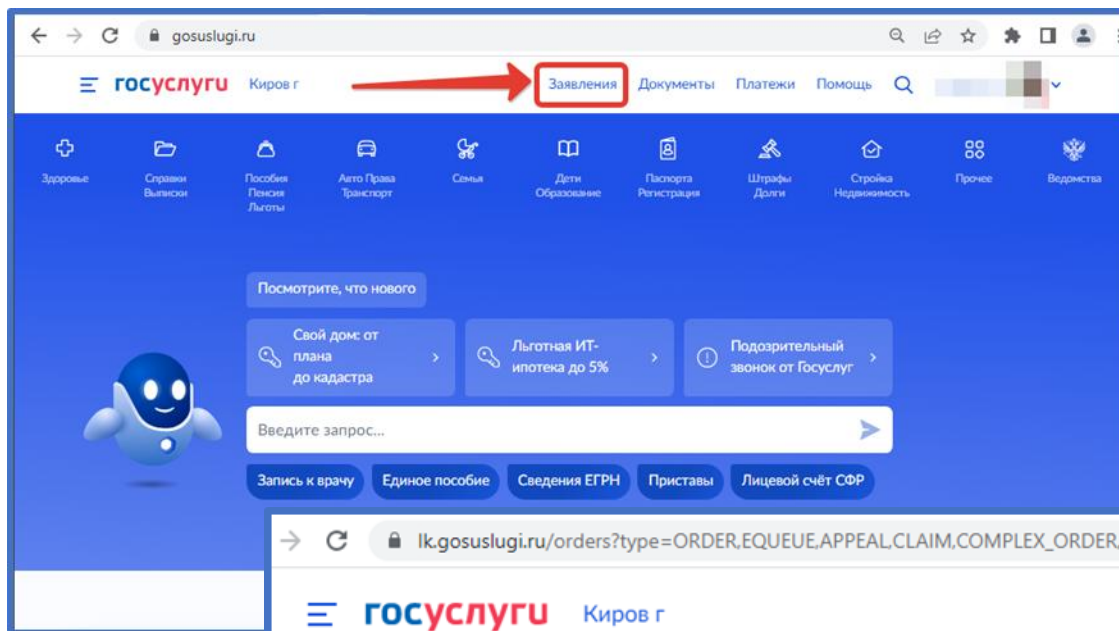 gosuslugi.ru
госуслуги Киров г Заявления Документы Платежи Помощь
Здоровье
Справки
Выписки
Пособия
Пенсия
Льготы
Авто Права
Транспорт
Семья
Дети
Образование
Паспорта
Регистрация
Штрафы
Долги
Стройка
Недвижимость
Прочее
Ведомства
Посмотрите, что нового
Свой дом: от
плана
до кадастра
Льготная ИТ-
ипотека до 5%
Подозрительный
звонок от Госуслуг
Введите запрос...
Запись к врачу Единое пособие Сведения ЕГРН Приставы Лицевой счёт СФР
lk.gosuslugi.ru/orders?type=ORDER,EQUEUE,APPEAL,CLAIM,COMPLEX_ORDER,
госуслуги Киров г